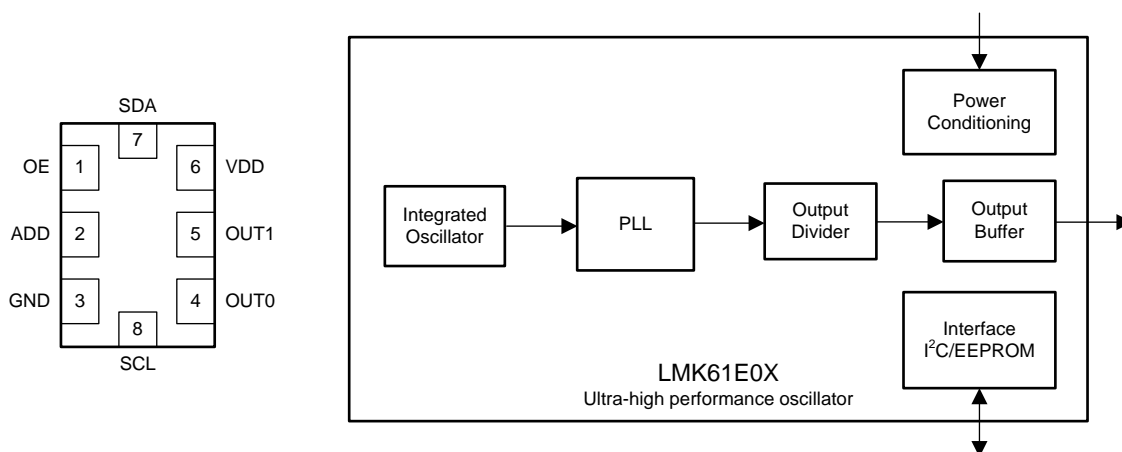 SDA
7
OE 1 6 VDD
ADD 2 5 OUT1
GND 3 4 OUT0
8
SCL
Power
Conditioning
Integrated
Oscillator
PLL
Output
Divider
Output
Buffer
Interface
I²C/EEPROM
LMK61E0X
Ultra-high performance oscillator